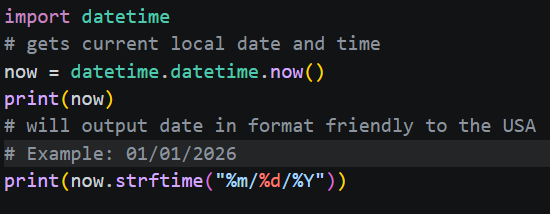 import datetime
# gets current local date and time
now = datetime.datetime.now()
print(now)
# will output date in format friendly to the USA
# Example: 01/01/2026
print(now.strftime("%m/%d/%Y"))